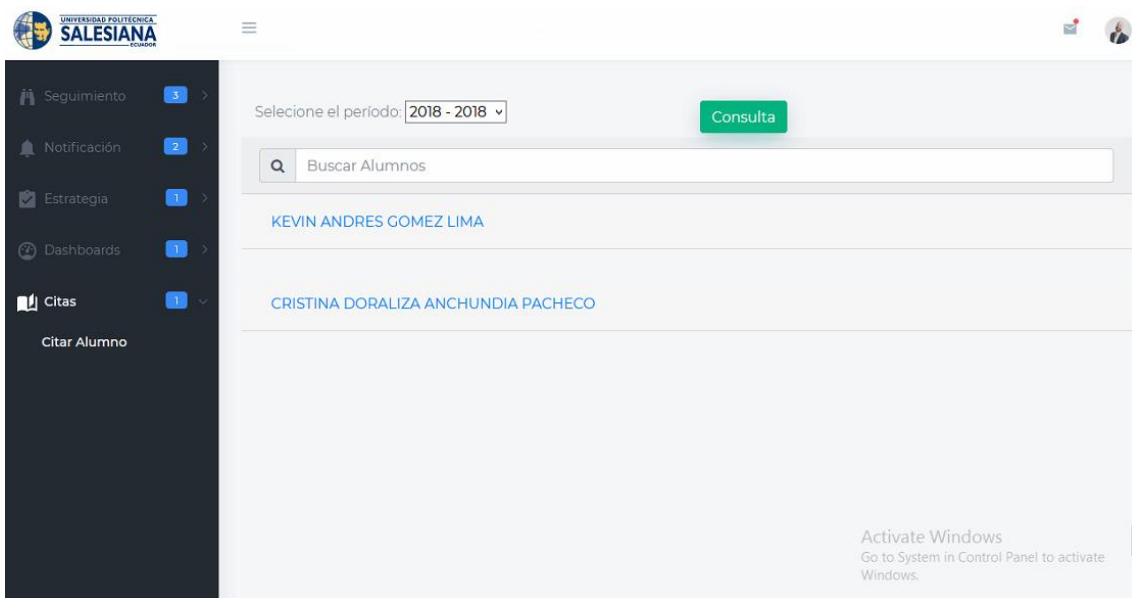 UNIVERSIDAD POLITÉCNICA
SALESIANA
ECUADOR
Seguimiento 3
Notificación 2
Estrategia 1
Dashboards 1
Citas 1
Citar Alumno
Selecione el período: 2018 - 2018
Consulta
Buscar Alumnos
KEVIN ANDRES GOMEZ LIMA
CRISTINA DORALIZA ANCHUNDIA PACHECO
Activate Windows
Go to System in Control Panel to activate
Windows.